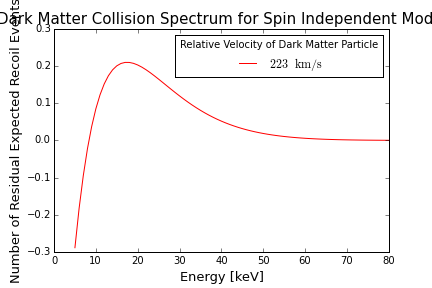 Dark Matter Collision Spectrum for Spin Independent Mod
Number of Residual Expected Recoil Events
Relative Velocity of Dark Matter Particle
223 km/s
0.3
0.2
0.1
0.0
−0.1
−0.2
−0.3
0 10 20 30 40 50 60 70 80
Energy [keV]